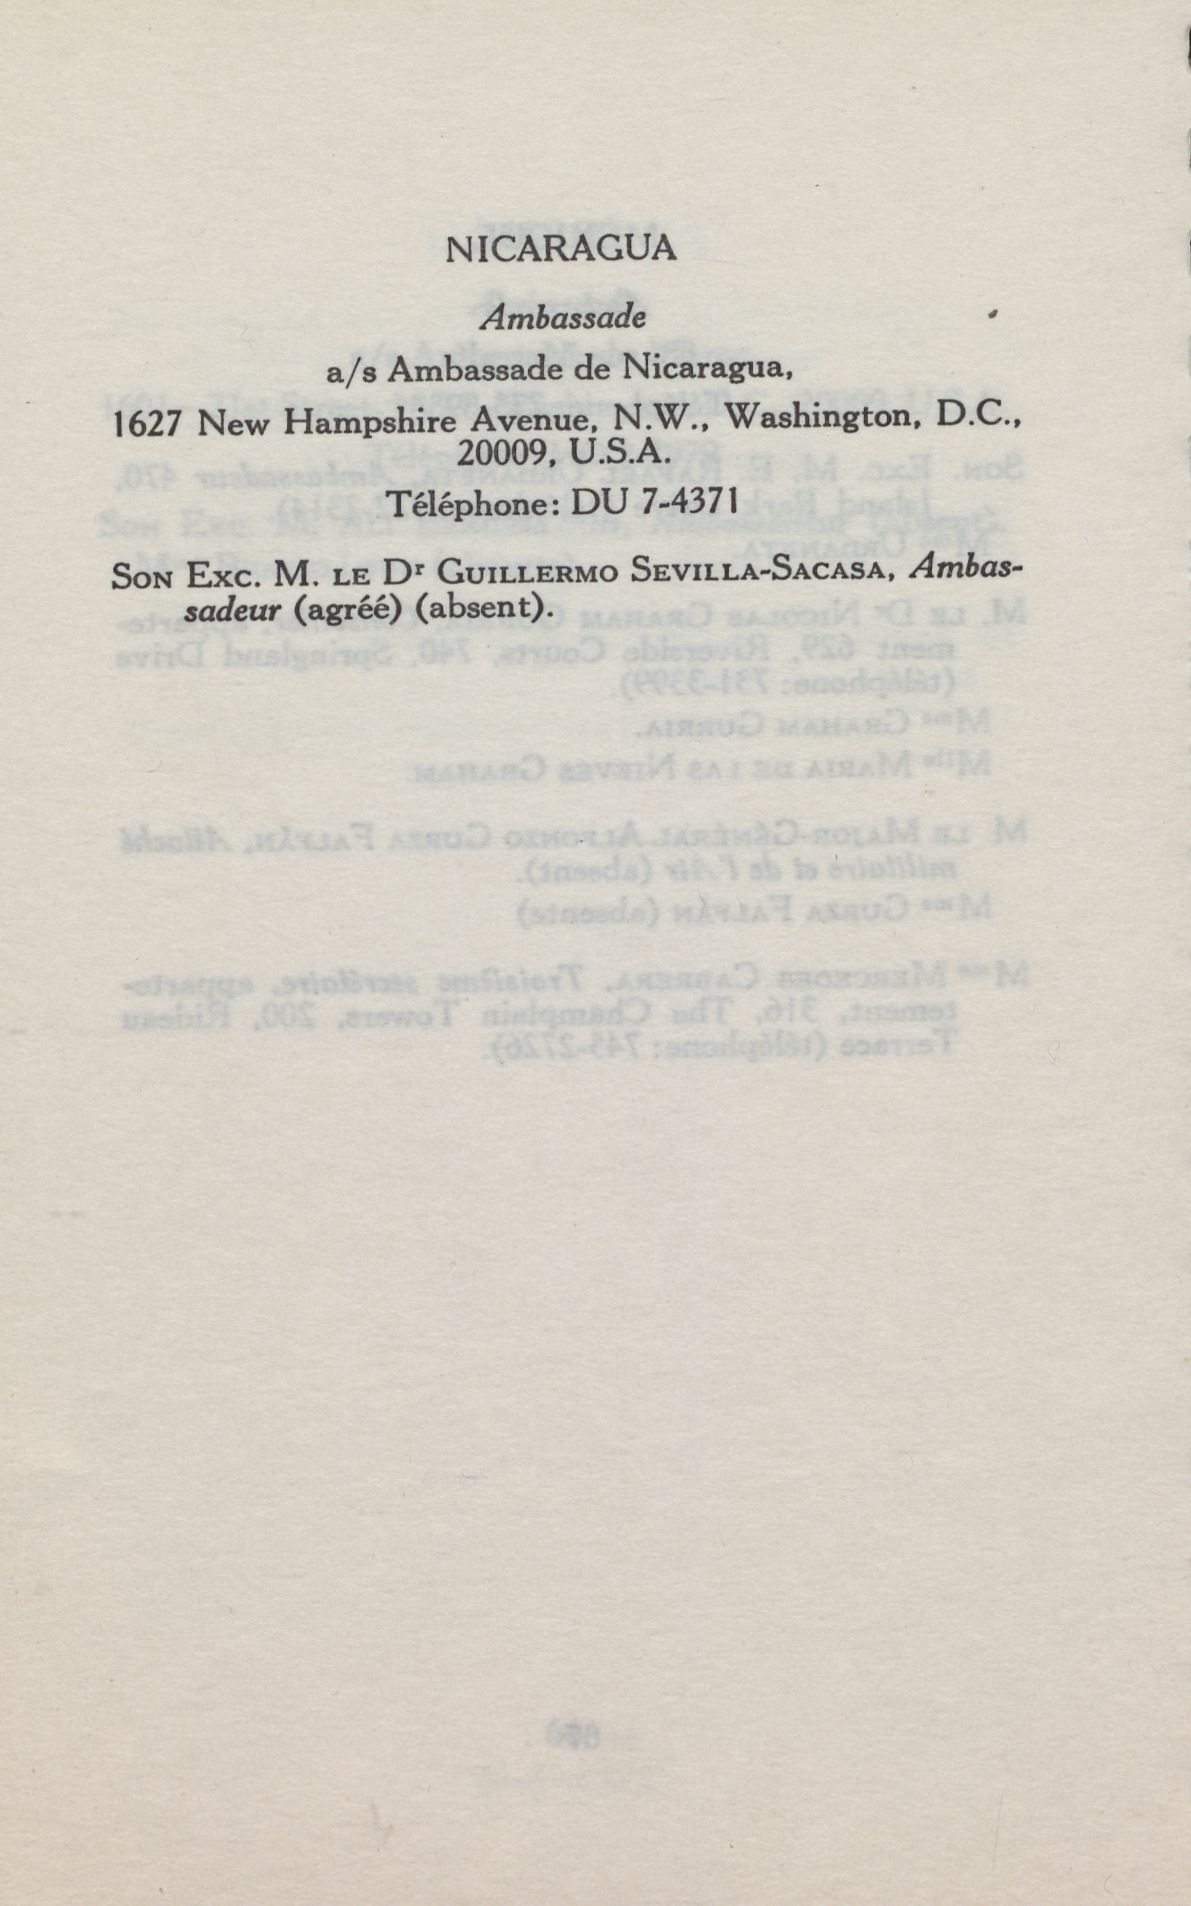 NICARAGUA
Ambassade
a/s Ambassade de Nicaragua,
1627 New Hampshire Avenue, N.W., Washington, D.C.,
20009, U.S.A.
Téléphone: DU 7-4371
SON EXC. M. LE Dr GUILLERMO SEVILLA-SACASA, Ambas-
sadeur (agréé) (absent).